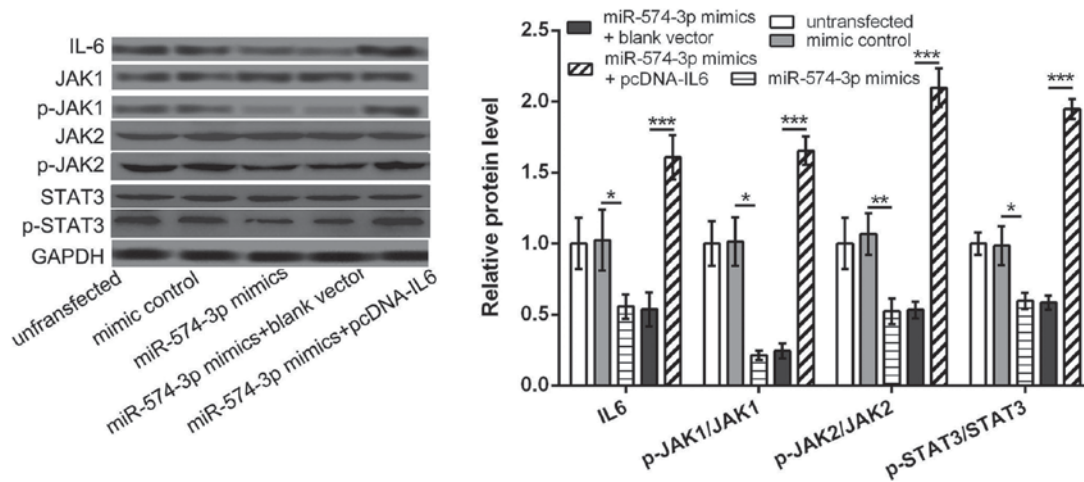 IL-6
JAK1
p-JAK1
JAK2
p-JAK2
STAT3
p-STAT3
GAPDH
unfransfected
mimic control
miR-574-3p mimics
miR-574-3p mimics+blank vector
miR-574-3p mimics+pcDNA-IL6
Relative protein level
2.5
2.0
1.5
1.0
0.5
0.0
miR-574-3p mimics
+ blank vector
untransfected
mimic control
miR-574-3p mimics
+ pcDNA-IL6
miR-574-3p mimics
*
***
*
***
**
***
*
***
IL6
p-JAK1/JAK1
p-JAK2/JAK2
p-STAT3/STAT3